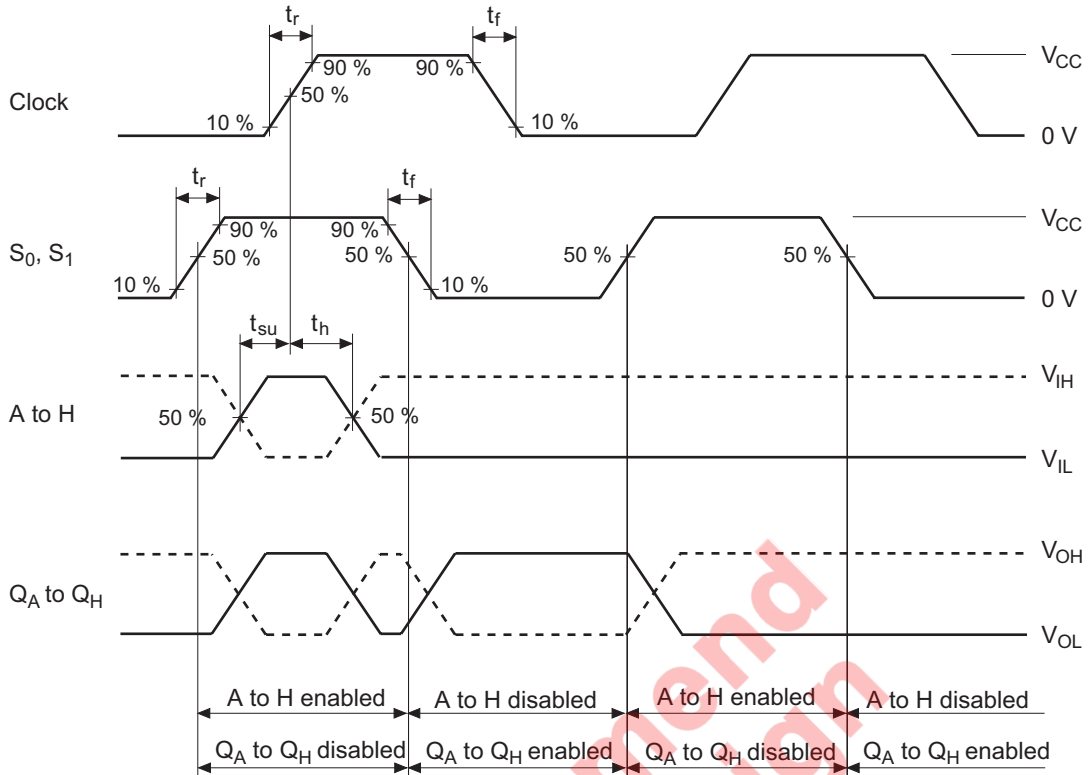 tr
tf
VCC
90 %
90 %
Clock
50 %
10 %
10 %
0 V
tr
tf
VCC
90 %
90 %
S0, S1
50 %
50 %
50 %
50 %
10 %
10 %
0 V
tsu
th
VIH
A to H
50 %
50 %
VIL
VOH
QA to QH
VOL
mend
sign
A to H enabled
A to H disabled
A to H enabled
A to H disabled
QA to QH disabled
QA to QH enabled
QA to QH disabled
QA to QH enabled